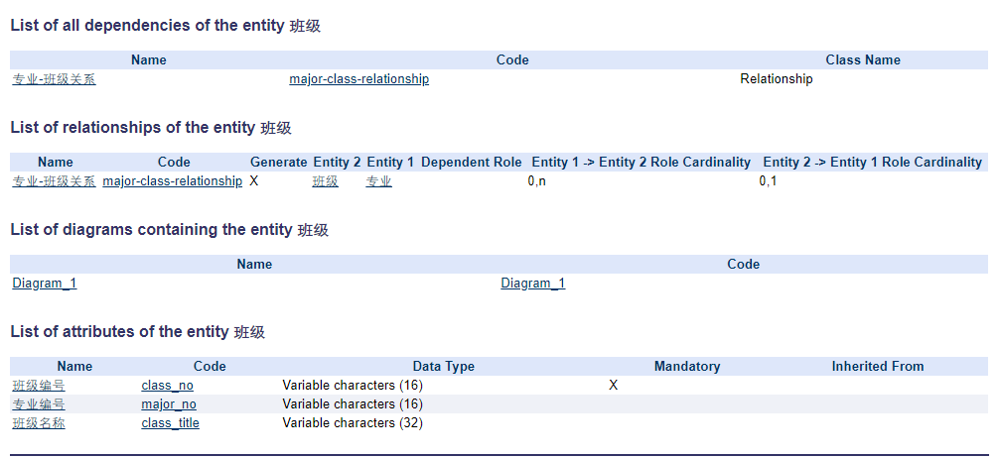 List of all dependencies of the entity 班级
Name Code Class Name
专业-班级关系 major-class-relationship Relationship
List of relationships of the entity 班级
Name Code Generate Entity 2 Entity 1 Dependent Role Entity 1 -> Entity 2 Role Cardinality Entity 2 -> Entity 1 Role Cardinality
专业-班级关系 major-class-relationship X 班级 专业 0,n 0,1
List of diagrams containing the entity 班级
Name Code
Diagram_1 Diagram_1
List of attributes of the entity 班级
Name Code Data Type Mandatory Inherited From
班级编号 class_no Variable characters (16) X
专业编号 major_no Variable characters (16)
班级名称 class_title Variable characters (32)